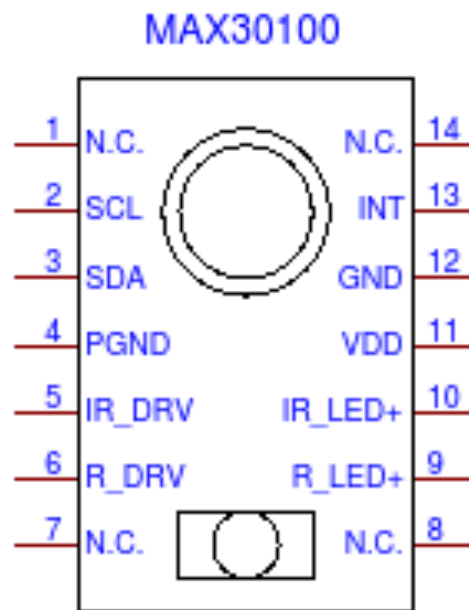 MAX30100
1 N.C. N.C. 14
2 SCL INT 13
3 SDA GND 12
4 PGND VDD 11
5 IR_DRV IR_LED+ 10
6 R_DRV R_LED+ 9
7 N.C. N.C. 8